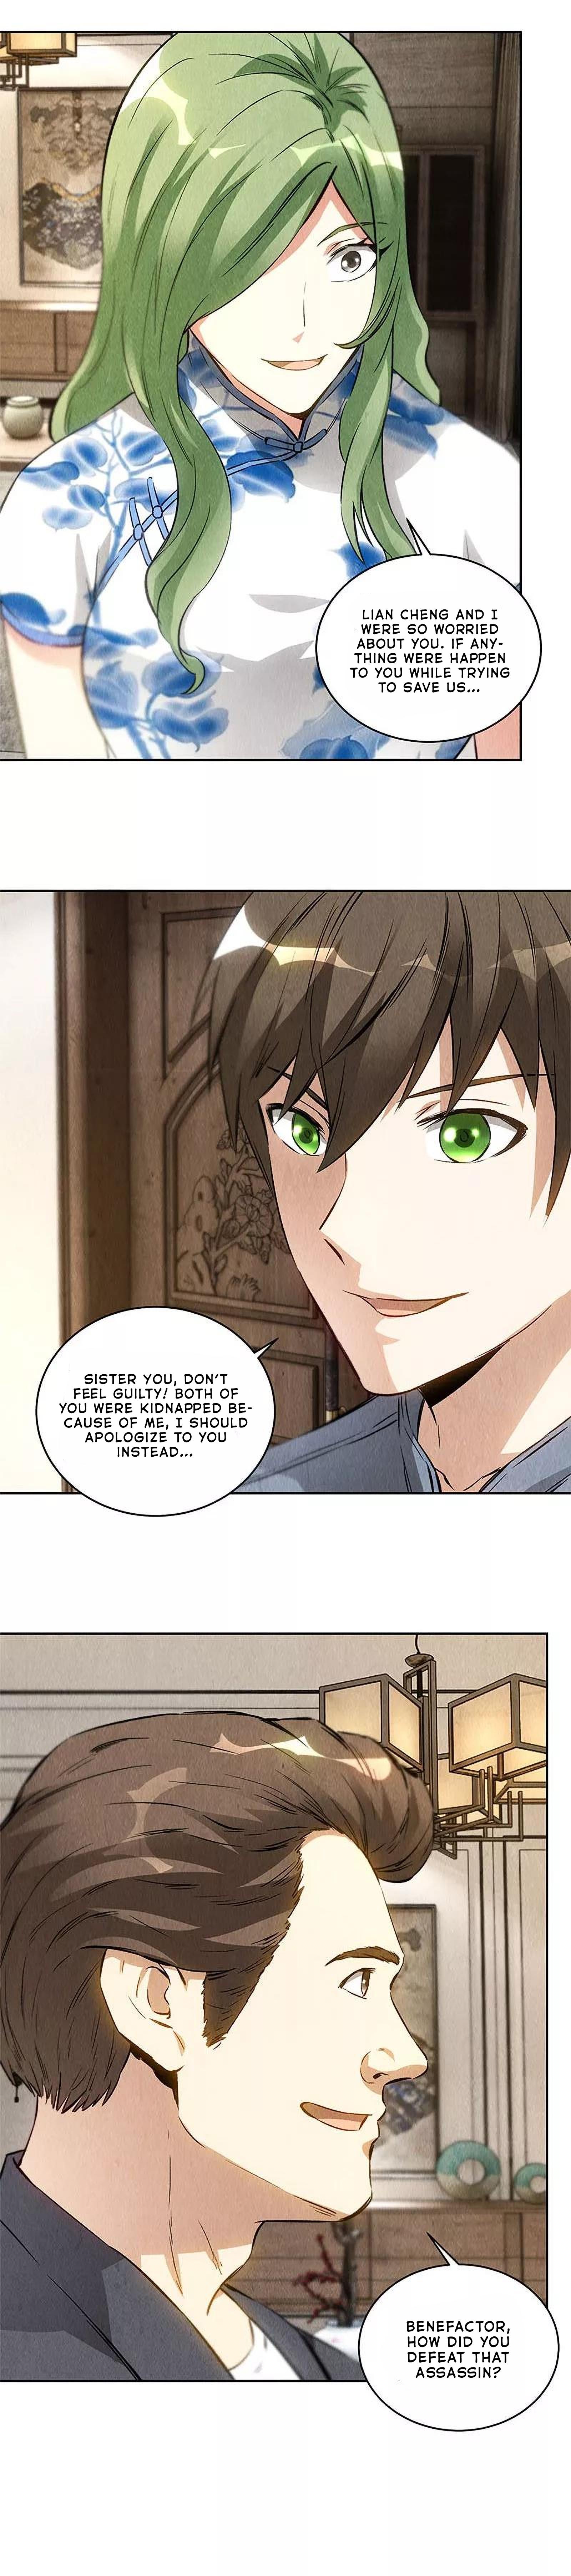 LIAN CHENG AND I
WERE SO WORRIED
ABOUT YOU. IF ANY-
THING WERE HAPPEN
TO YOU WHILE TRYING
TO SAVE US...
SISTER YOU, DON'T
FEEL GUILTY! BOTH OF
YOU WERE KIDNAPPED BE-
CAUSE OF ME, I SHOULD
APOLOGIZE TO YOU
INSTEAD...
BENEFACTOR,
HOW DID YOU
DEFEAT THAT
ASSASSIN?